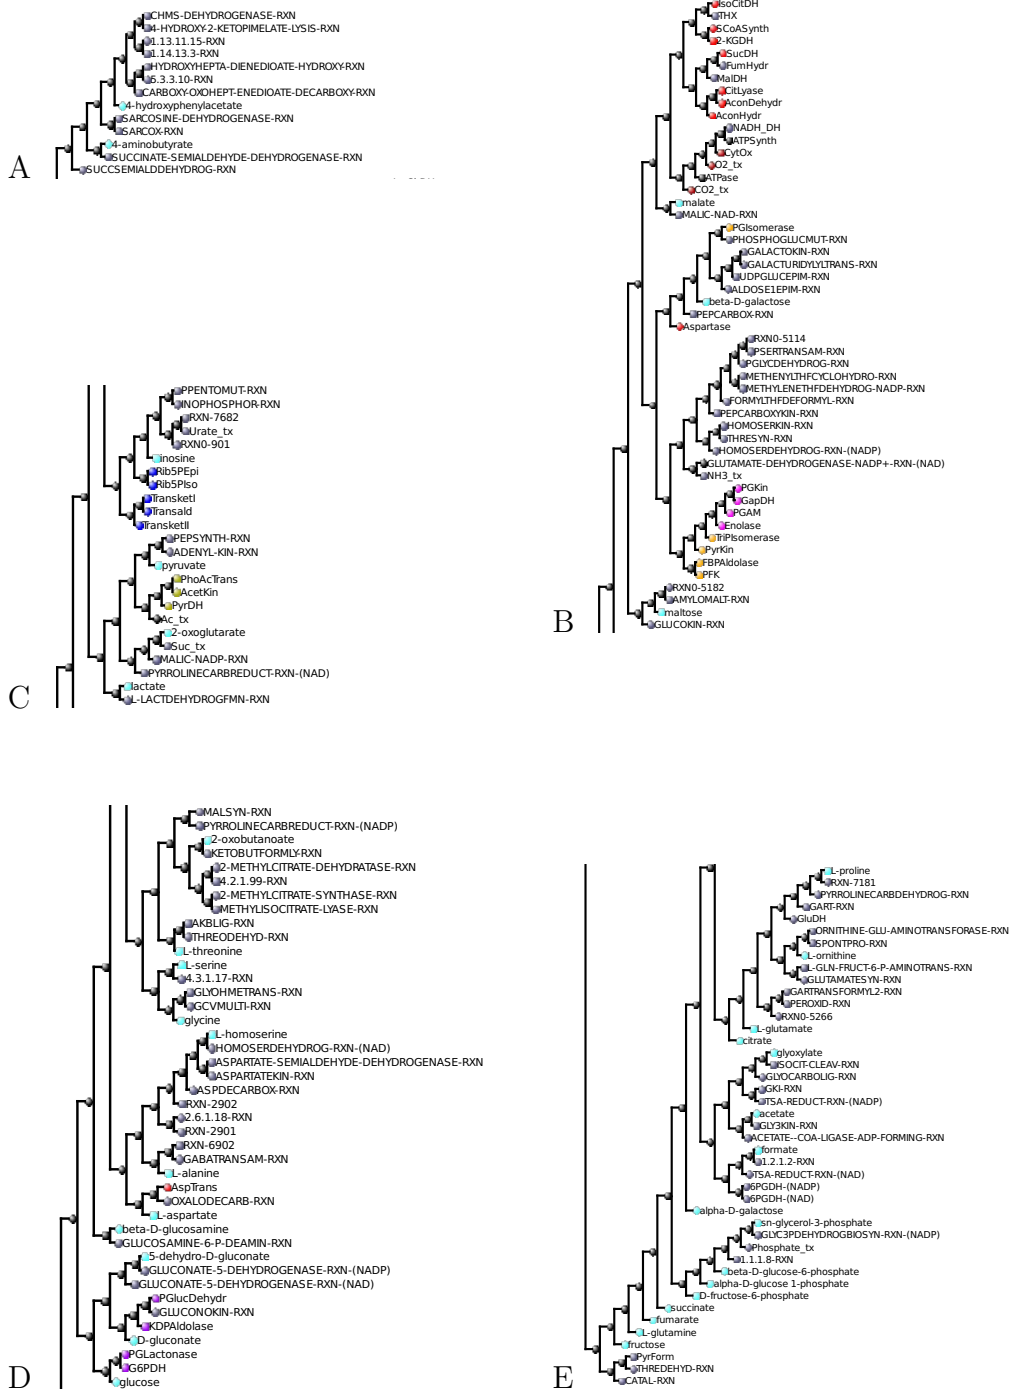 CHMS-DEHYDROGENASE-RXN
4-HYDROXY-2-KETOPIMELATE-LYSIS-RXN
1.13.11.15-RXN
1.14.13.3-RXN
HYDROXYHEPTA-DIENEDIOATE-HYDROXY-RXN
5.3.3.10-RXN
CARBOXY-OXOHEPT-ENEDIOATE-DECARBOXY-RXN
4-hydroxyphenylacetate
SARCOSINE-DEHYDROGENASE-RXN
SARCOX-RXN
4-aminobutyrate
SUCCINATE-SEMIALDEHYDE-DEHYDROGENASE-RXN
SUCCSEMIALDDEHYDROG-RXN
A
IsoCitDH
THX
SCoASynth
2-KGDH
SucDH
FumHydr
MalDH
CitLyase
AconDehydr
AconHydr
NADH_DH
ATPSynth
CytOx
O2_tx
ATPase
CO2_tx
malate
MALIC-NAD-RXN
PGIsomerase
PHOSPHOGLUCMUT-RXN
GALACTOKIN-RXN
GALACTURIDYLYLTRANS-RXN
UDPGLUCEPIM-RXN
ALDOSE1EPIM-RXN
beta-D-galactose
PEPCARBOX-RXN
Aspartase
RXN0-5114
PSERTRANSAM-RXN
PGLYCDEHYDROG-RXN
METHENYLTHFCYCLOHYDRO-RXN
METHYLENETHFDEHYDROG-NADP-RXN
FORMYLTHFDEFORMYL-RXN
PEPCARBOXYKIN-RXN
HOMOSERKIN-RXN
THRESYN-RXN
HOMOSERDEHYDROG-RXN-(NADP)
GLUTAMATE-DEHYDROGENASE-NADP+-RXN-(NAD)
NH3_tx
PGKin
GapDH
PGAM
Enolase
TriPIsomerase
PyrKin
FBPAldolase
PFK
RXN0-5182
AMYLOMALT-RXN
maltose
GLUCOKIN-RXN
B
PPENTOMUT-RXN
INOPHOSPHOR-RXN
RXN-7682
Urate_tx
RXN0-901
inosine
Rib5PEpi
Rib5PIso
TransketI
Transald
TransketII
PEPSYNTH-RXN
ADENYL-KIN-RXN
pyruvate
PhoAcTrans
AcetKin
PyrDH
Ac_tx
2-oxoglutarate
Suc_tx
MALIC-NADP-RXN
PYRROLINECARBREDUCT-RXN-(NAD)
lactate
L-LACTDEHYDROGFMN-RXN
C
MALSYN-RXN
PYRROLINECARBREDUCT-RXN-(NADP)
2-oxobutanoate
KETOBUTFORMLY-RXN
2-METHYLCITRATE-DEHYDRATASE-RXN
4.2.1.99-RXN
2-METHYLCITRATE-SYNTHASE-RXN
METHYLISOCITRATE-LYASE-RXN
AKBLIG-RXN
THREODEHYD-RXN
L-threonine
L-serine
4.3.1.17-RXN
GLYOHMETRANS-RXN
GCVMULTI-RXN
glycine
L-homoserine
HOMOSERDEHYDROG-RXN-(NAD)
ASPARTATE-SEMIALDEHYDE-DEHYDROGENASE-RXN
ASPARTATEKIN-RXN
ASPDECARBOX-RXN
RXN-2902
2.6.1.18-RXN
RXN-2901
RXN-6902
GABATRANSAM-RXN
L-alanine
AspTrans
OXALODECARB-RXN
L-aspartate
beta-D-glucosamine
GLUCOSAMINE-6-P-DEAMIN-RXN
5-dehydro-D-gluconate
GLUCONATE-5-DEHYDROGENASE-RXN-(NADP)
GLUCONATE-5-DEHYDROGENASE-RXN-(NAD)
PGlucDehydr
GLUCONOKIN-RXN
KDPAldolase
D-gluconate
PGLactonase
G6PDH
glucose
D
L-proline
RXN-7181
PYRROLINECARBDEHYDROG-RXN
GART-RXN
GluDH
ORNITHINE-GLU-AMINOTRANSFORASE-RXN
SPONTPRO-RXN
L-ornithine
L-GLN-FRUCT-6-P-AMINOTRANS-RXN
GLUTAMATESYN-RXN
GARTRANSFORMYL2-RXN
PEROXID-RXN
RXN0-5266
L-glutamate
citrate
glyoxylate
ISOCIT-CLEAV-RXN
GLYOCARBOLIG-RXN
GKI-RXN
TSA-REDUCT-RXN-(NADP)
acetate
GLY3KIN-RXN
ACETATE--COA-LIGASE-ADP-FORMING-RXN
formate
1.2.1.2-RXN
TSA-REDUCT-RXN-(NAD)
6PGDH-(NADP)
6PGDH-(NAD)
alpha-D-galactose
sn-glycerol-3-phosphate
GLYC3PDEHYDROGBIOSYN-RXN-(NADP)
Phosphate_tx
1.1.1.8-RXN
beta-D-glucose-6-phosphate
alpha-D-glucose 1-phosphate
D-fructose-6-phosphate
succinate
fumarate
L-glutamine
fructose
PyrForm
THREDEHYD-RXN
CATAL-RXN
E